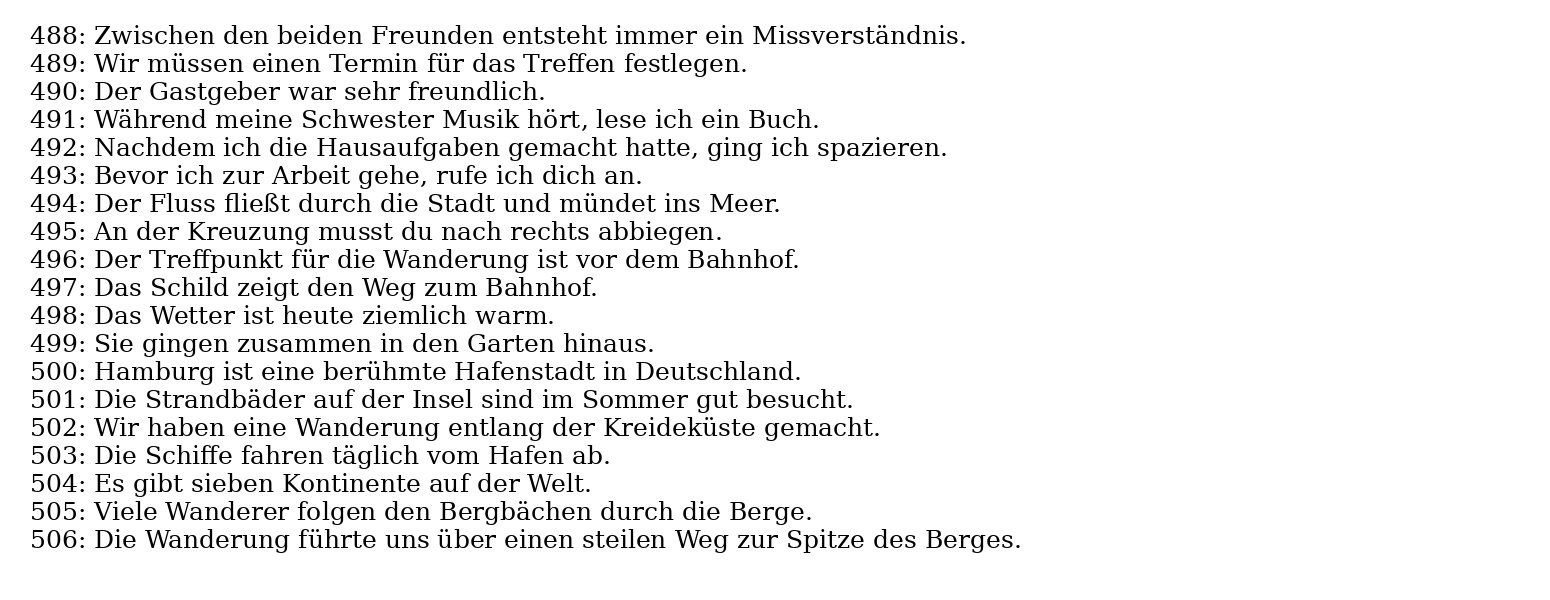 488: Zwischen den beiden Freunden entsteht immer ein Missverständnis.
489: Wir müssen einen Termin für das Treffen festlegen.
490: Der Gastgeber war sehr freundlich.
491: Während meine Schwester Musik hört, lese ich ein Buch.
492: Nachdem ich die Hausaufgaben gemacht hatte, ging ich spazieren.
493: Bevor ich zur Arbeit gehe, rufe ich dich an.
494: Der Fluss fließt durch die Stadt und mündet ins Meer.
495: An der Kreuzung musst du nach rechts abbiegen.
496: Der Treffpunkt für die Wanderung ist vor dem Bahnhof.
497: Das Schild zeigt den Weg zum Bahnhof.
498: Das Wetter ist heute ziemlich warm.
499: Sie gingen zusammen in den Garten hinaus.
500: Hamburg ist eine berühmte Hafenstadt in Deutschland.
501: Die Strandbäder auf der Insel sind im Sommer gut besucht.
502: Wir haben eine Wanderung entlang der Kreideküste gemacht.
503: Die Schiffe fahren täglich vom Hafen ab.
504: Es gibt sieben Kontinente auf der Welt.
505: Viele Wanderer folgen den Bergbächen durch die Berge.
506: Die Wanderung führte uns über einen steilen Weg zur Spitze des Berges.